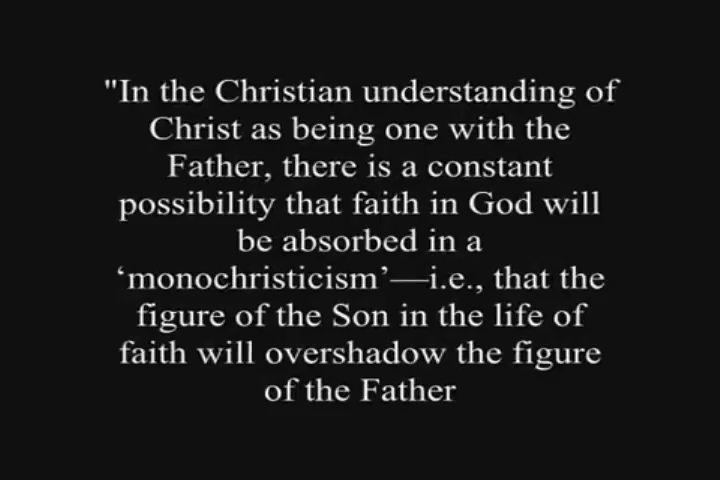 "In the Christian understanding of
Christ as being one with the
Father, there is a constant
possibility that faith in God will
be absorbed in a
‘monochristicism’—i.e., that the
figure of the Son in the life of
faith will overshadow the figure
of the Father